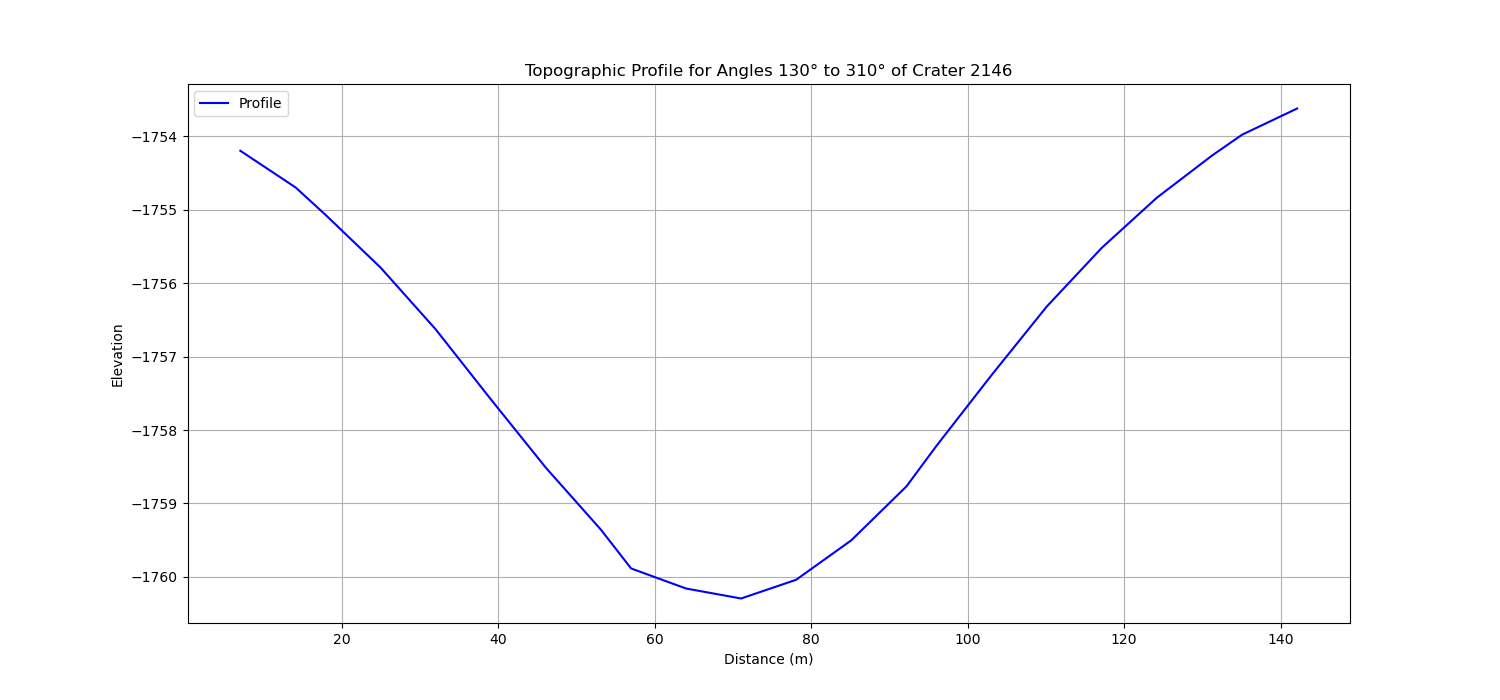 Topographic Profile for Angles 130° to 310° of Crater 2146
Profile
−1754
−1755
−1756
−1757
−1758
−1759
−1760
Elevation
20 40 60 80 100 120 140
Distance (m)